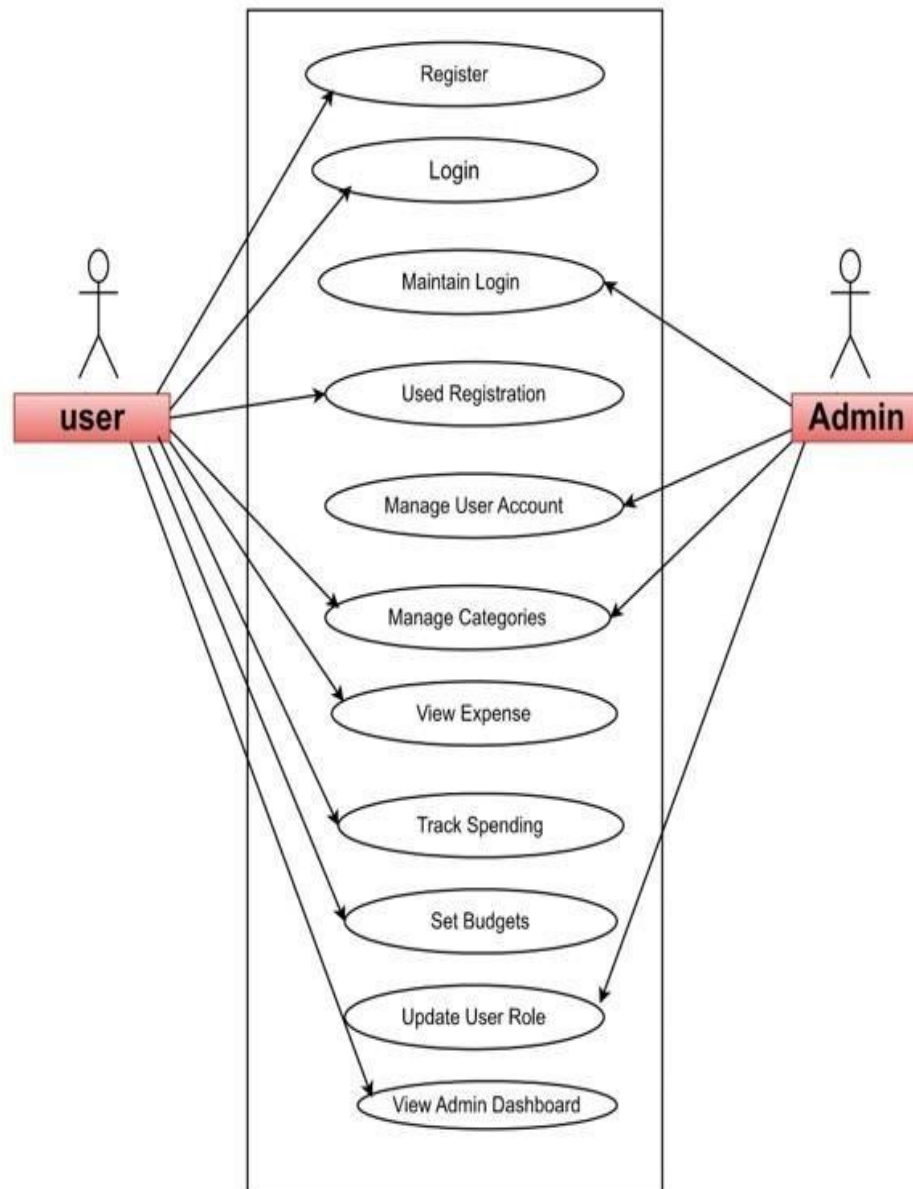 Register
Login
Maintain Login
user
Used Registration
Admin
Manage User Account
Manage Categories
View Expense
Track Spending
Set Budgets
Update User Role
View Admin Dashboard